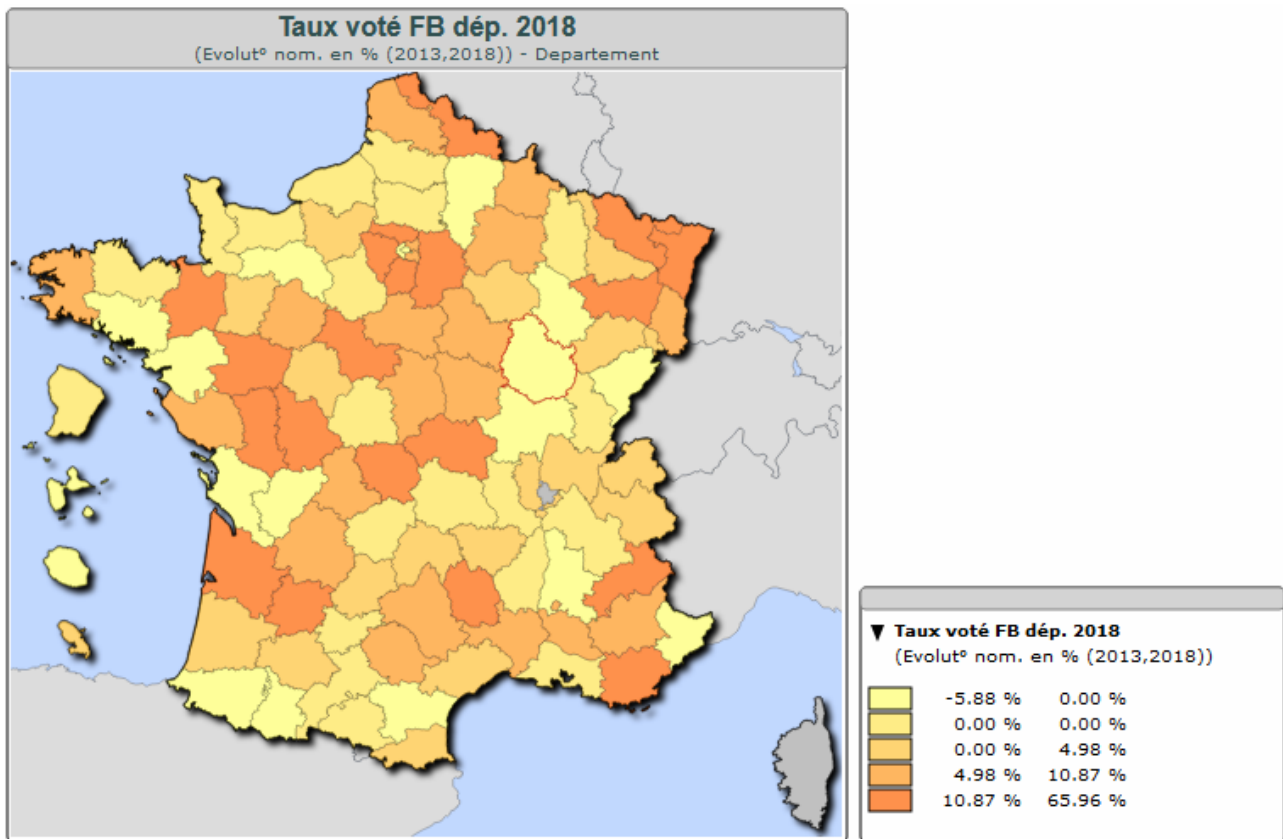 Taux voté FB dép. 2018
(Evolut° nom. en % (2013,2018)) - Departement
▼ Taux voté FB dép. 2018
(Evolut° nom. en % (2013,2018))
-5.88 % 0.00 %
0.00 % 0.00 %
0.00 % 4.98 %
4.98 % 10.87 %
10.87 % 65.96 %